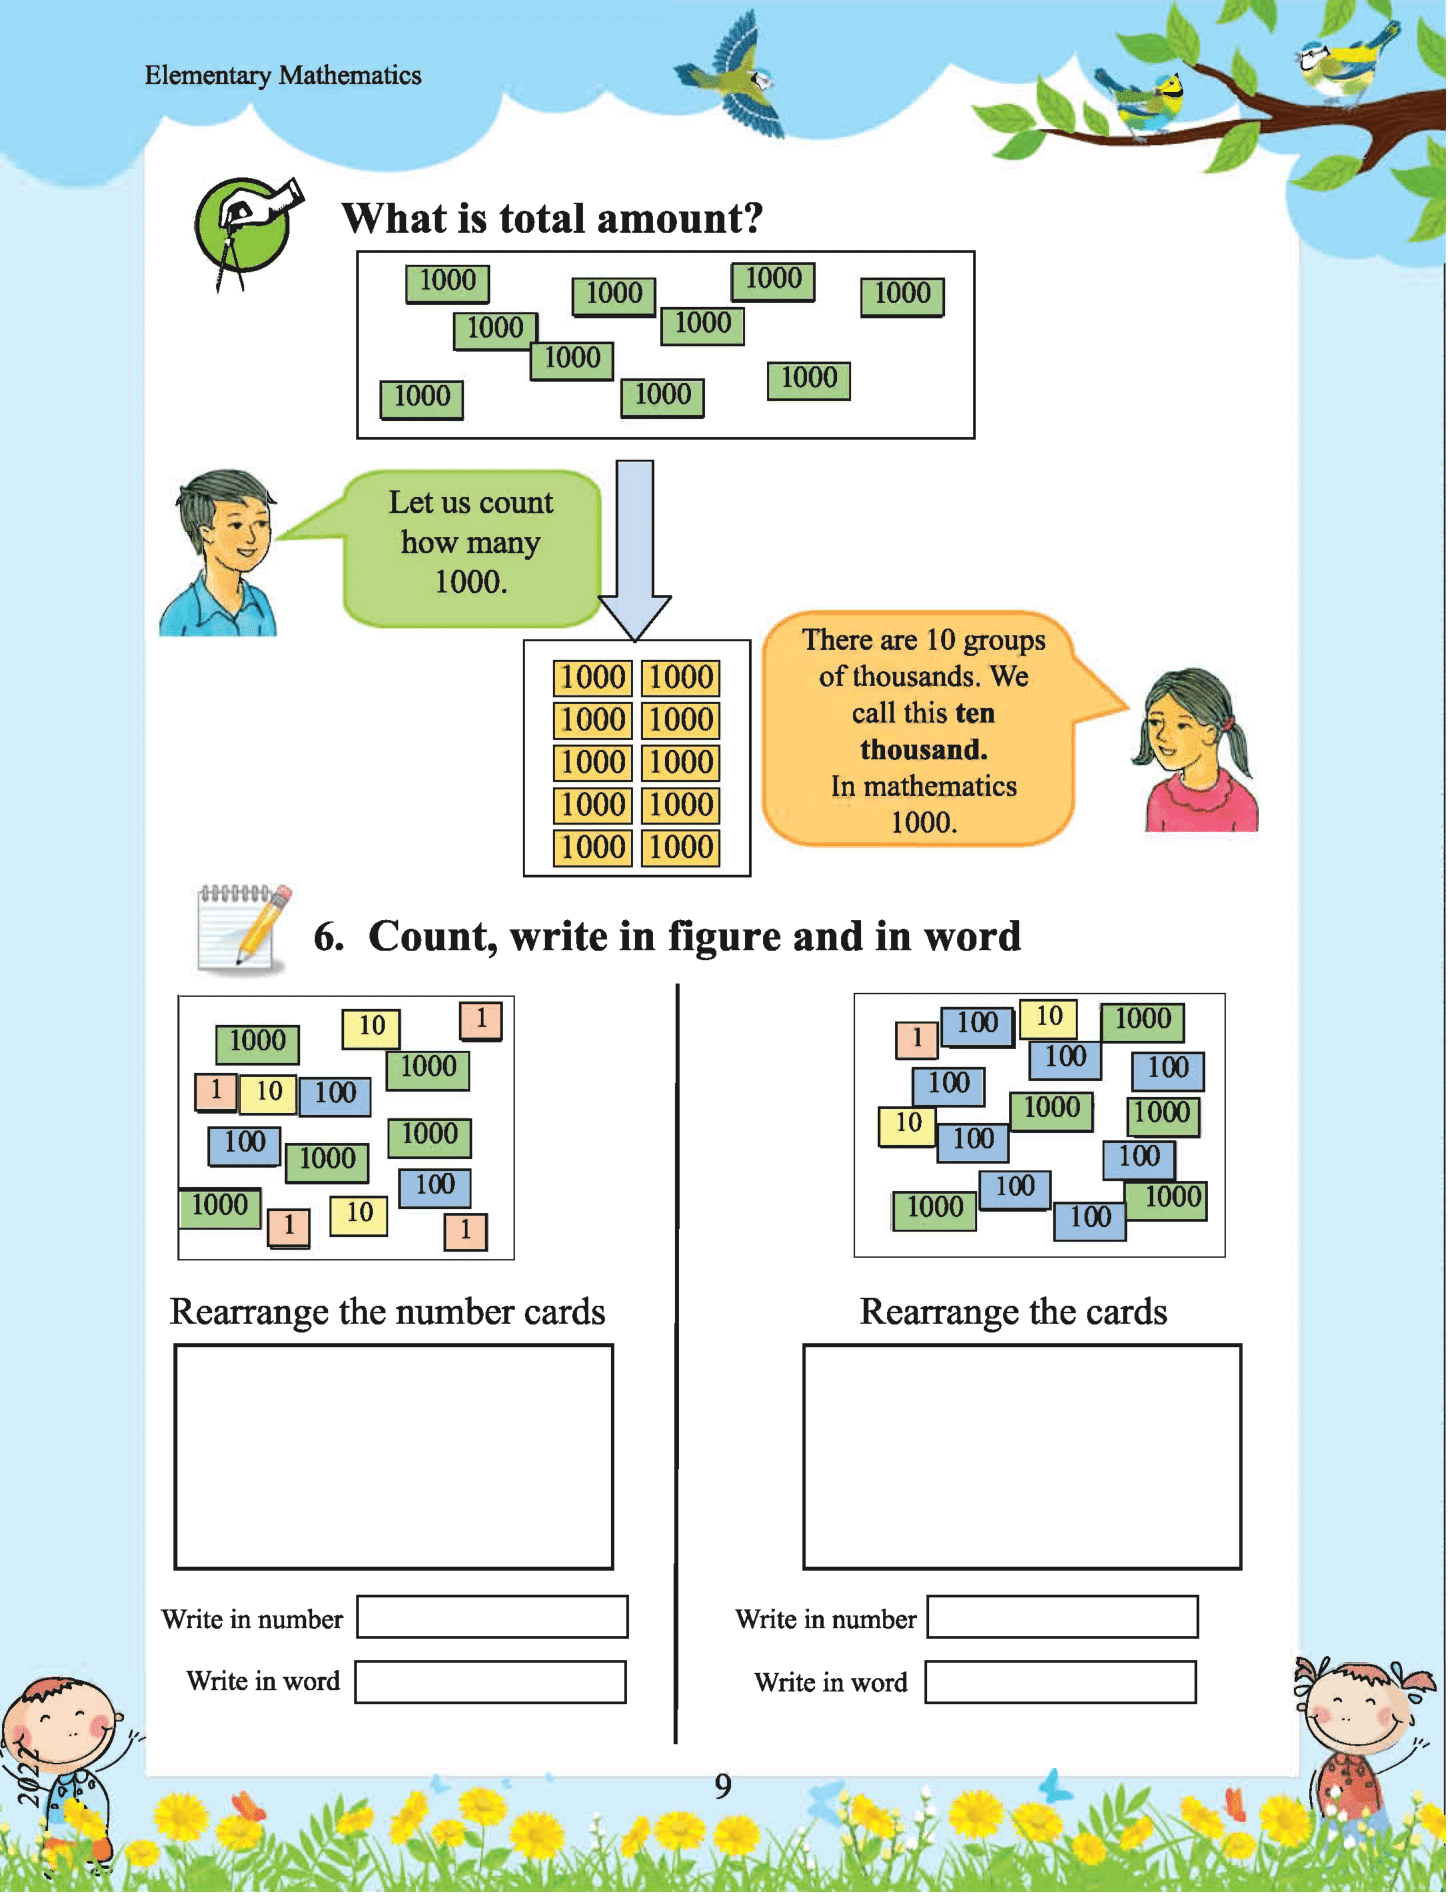 Elementary Mathematics
What is total amount?
1000
1000
1000
1000
1000
1000
1000
1000
1000
1000
Let us count
how many
1000.
1000 1000
1000 1000
1000 1000
1000 1000
1000 1000
There are 10 groups
of thousands. We
call this ten
thousand.
In mathematics
1000.
6. Count, write in figure and in word
1000
10
1
1000
1 10 100
1000
100
1000
100
1000
1
10
1
1
100
10
1000
100
100
100
1000
1000
10
100
100
100
1000
1000
100
Rearrange the number cards
Rearrange the cards
Write in number
Write in word
Write in number
Write in word
9
2022